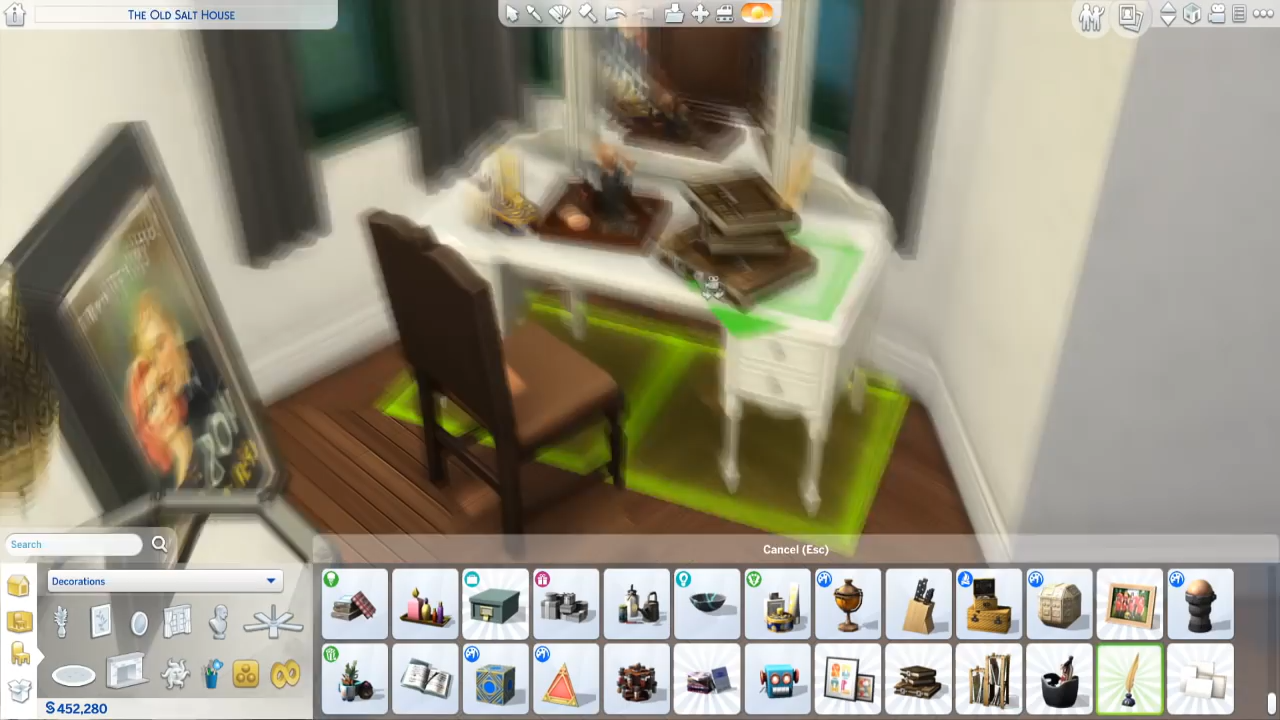 THE OLD SALT HOUSE
Cancel (Esc)
Search
Decorations
$452,280